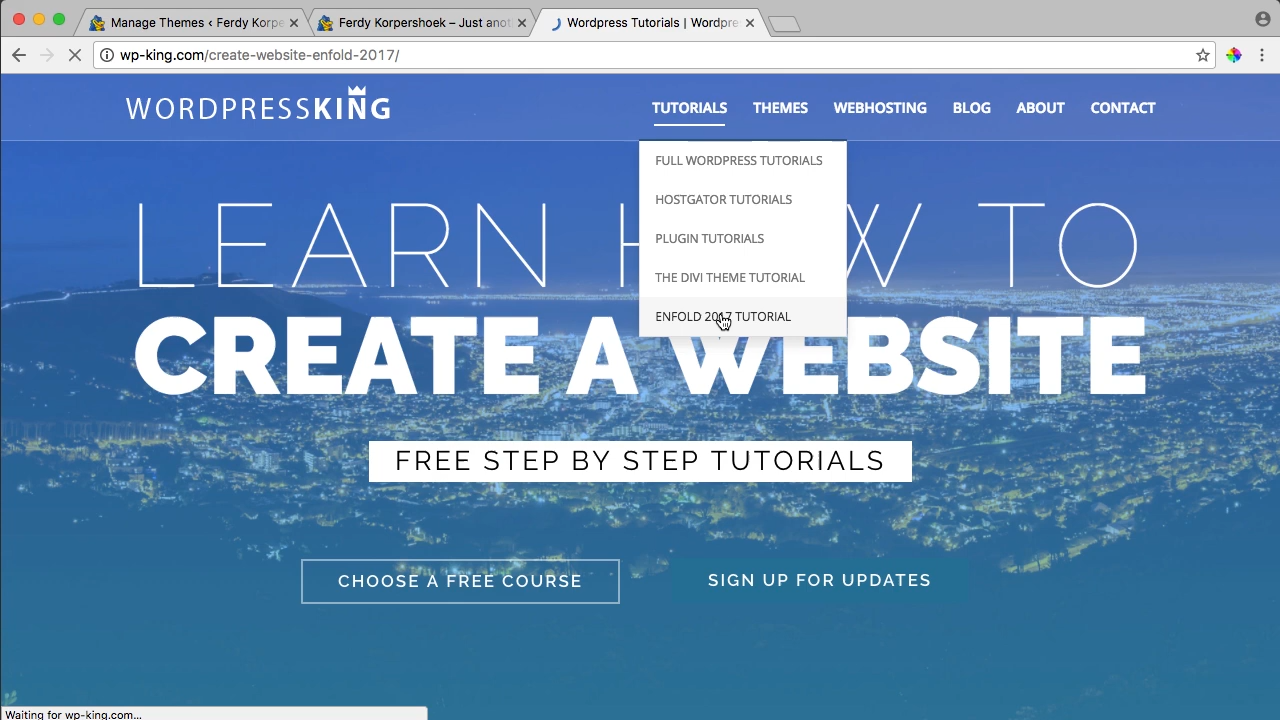 Manage Themes ‹ Ferdy Korpe
Ferdy Korpershoek – Just anot
Wordpress Tutorials | Wordpre
wp-king.com/create-website-enfold-2017/
WORDPRESSKING
TUTORIALS THEMES WEBHOSTING BLOG ABOUT CONTACT
FULL WORDPRESS TUTORIALS
HOSTGATOR TUTORIALS
PLUGIN TUTORIALS
THE DIVI THEME TUTORIAL
ENFOLD 2017 TUTORIAL
LEARN HOW TO
CREATE A WEBSITE
FREE STEP BY STEP TUTORIALS
CHOOSE A FREE COURSE
SIGN UP FOR UPDATES
Waiting for wp-king.com...